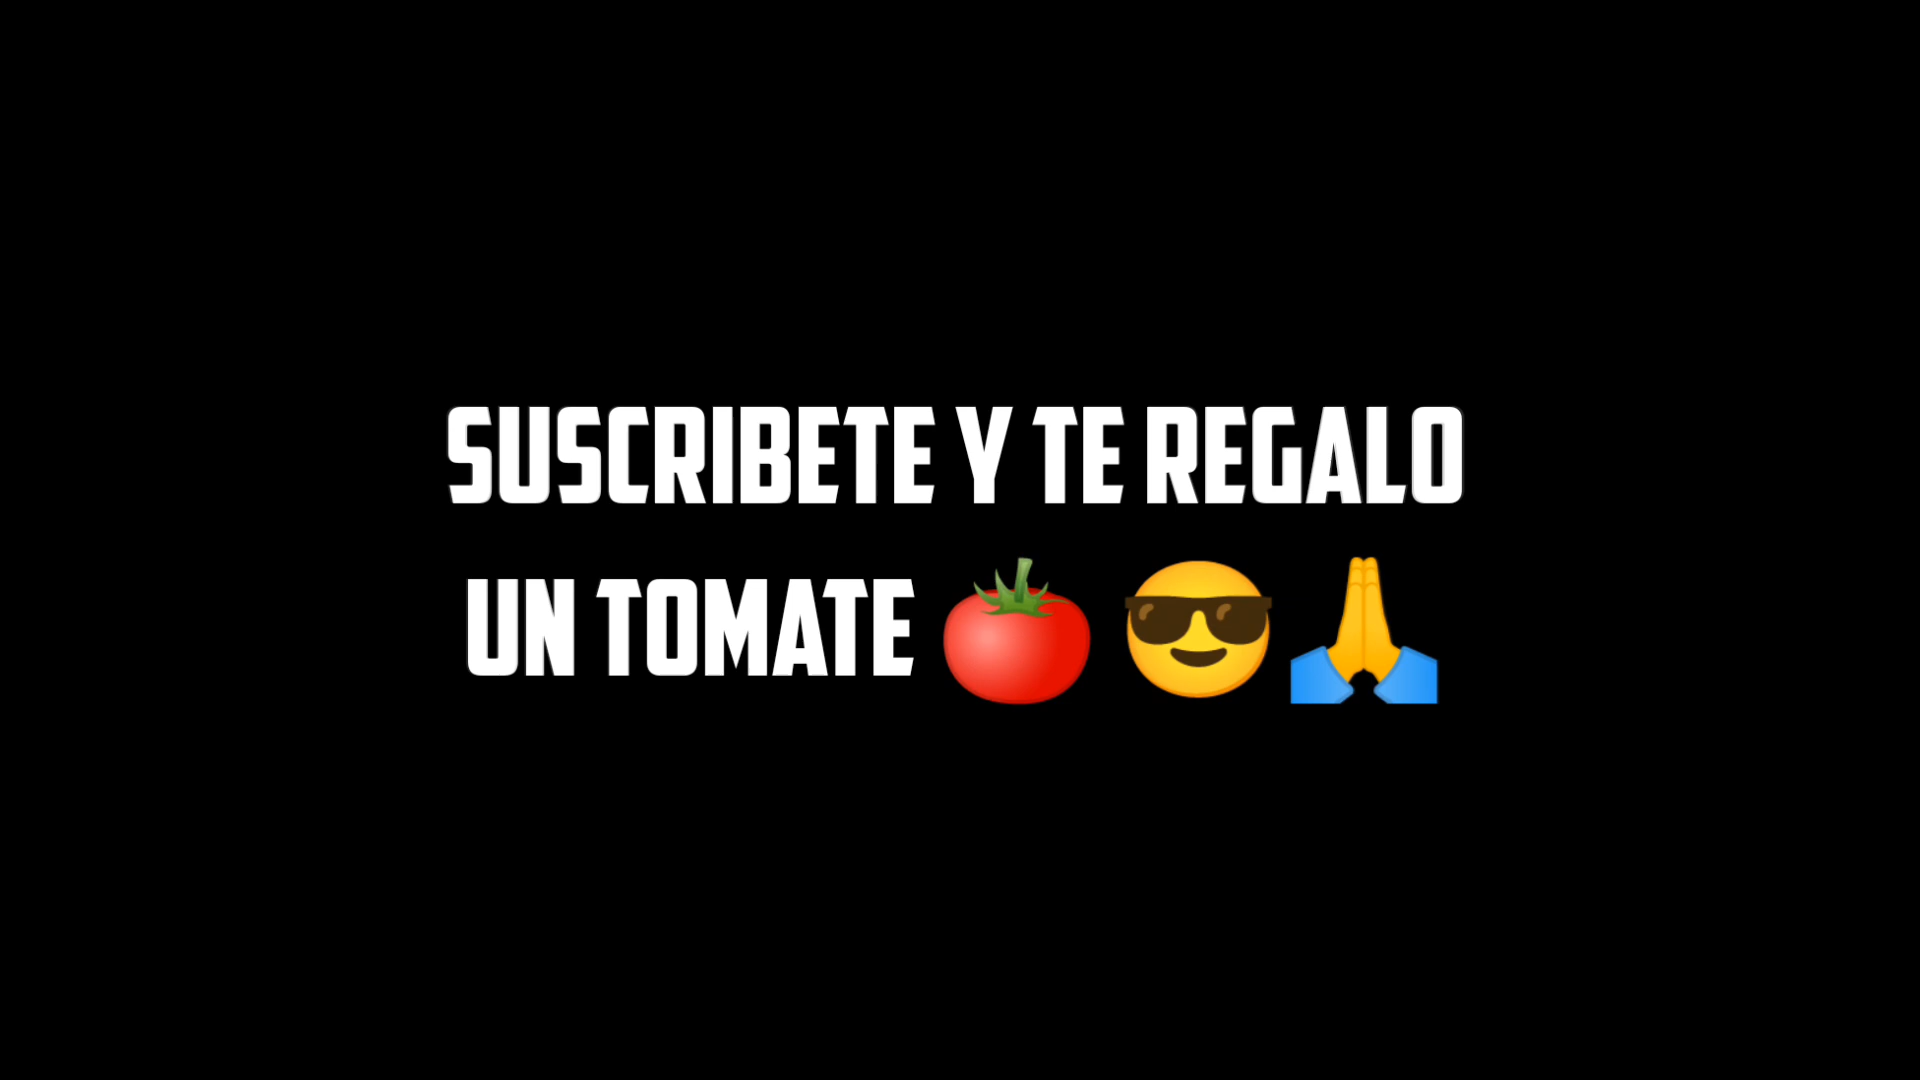 SUSCRIBETE Y TE REGALO
UN TOMATE 🍅 😎🙏